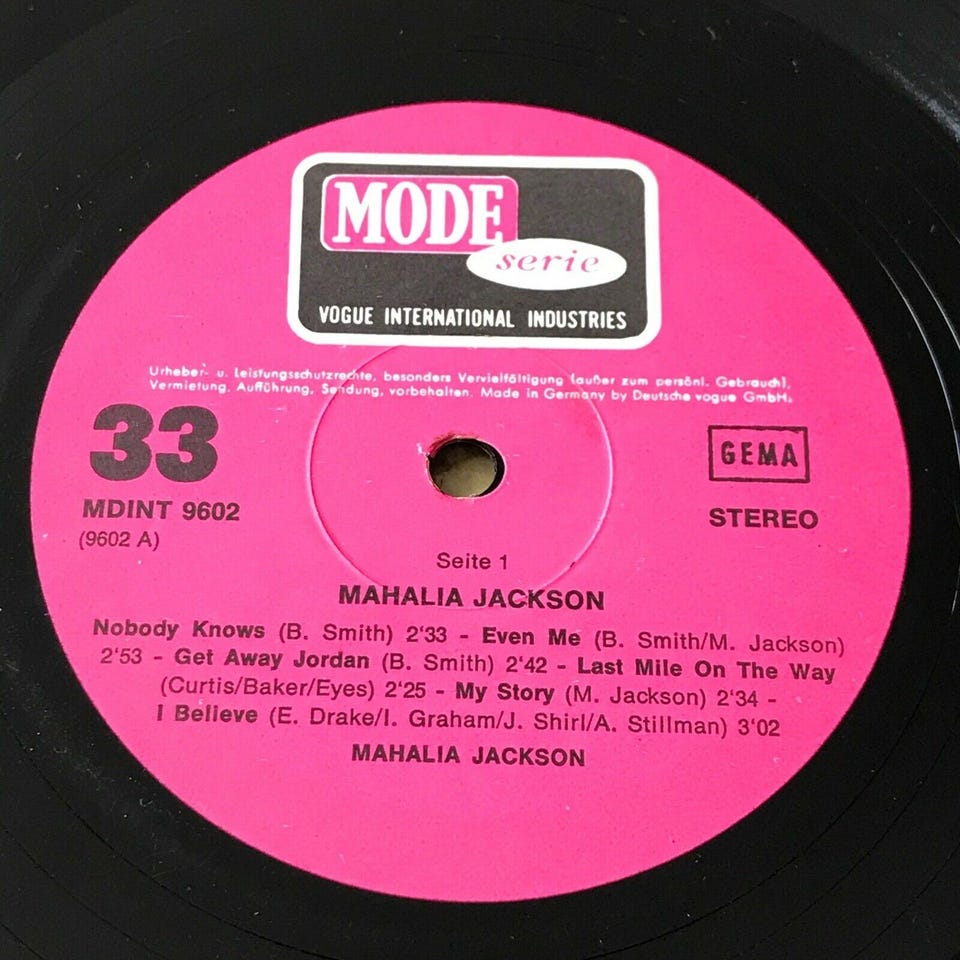 MODE
serie
VOGUE INTERNATIONAL INDUSTRIES
Urheber- u. Leistungsschutzrechte, besonders Vervielfältigung (außer zum persönl. Gebrauch),
Vermietung, Aufführung, Sendung, vorbehalten. Made in Germany by Deutsche vogue GmbH.
33
GEMA
MDINT 9602
STEREO
(9602 A)
Seite 1
MAHALIA JACKSON
Nobody Knows (B. Smith) 2'33 - Even Me (B. Smith/M. Jackson)
2'53 - Get Away Jordan (B. Smith) 2'42 - Last Mile On The Way
(Curtis/Baker/Eyes) 2'25 - My Story (M. Jackson) 2'34 -
I Believe (E. Drake/I. Graham/J. Shirl/A. Stillman) 3'02
MAHALIA JACKSON